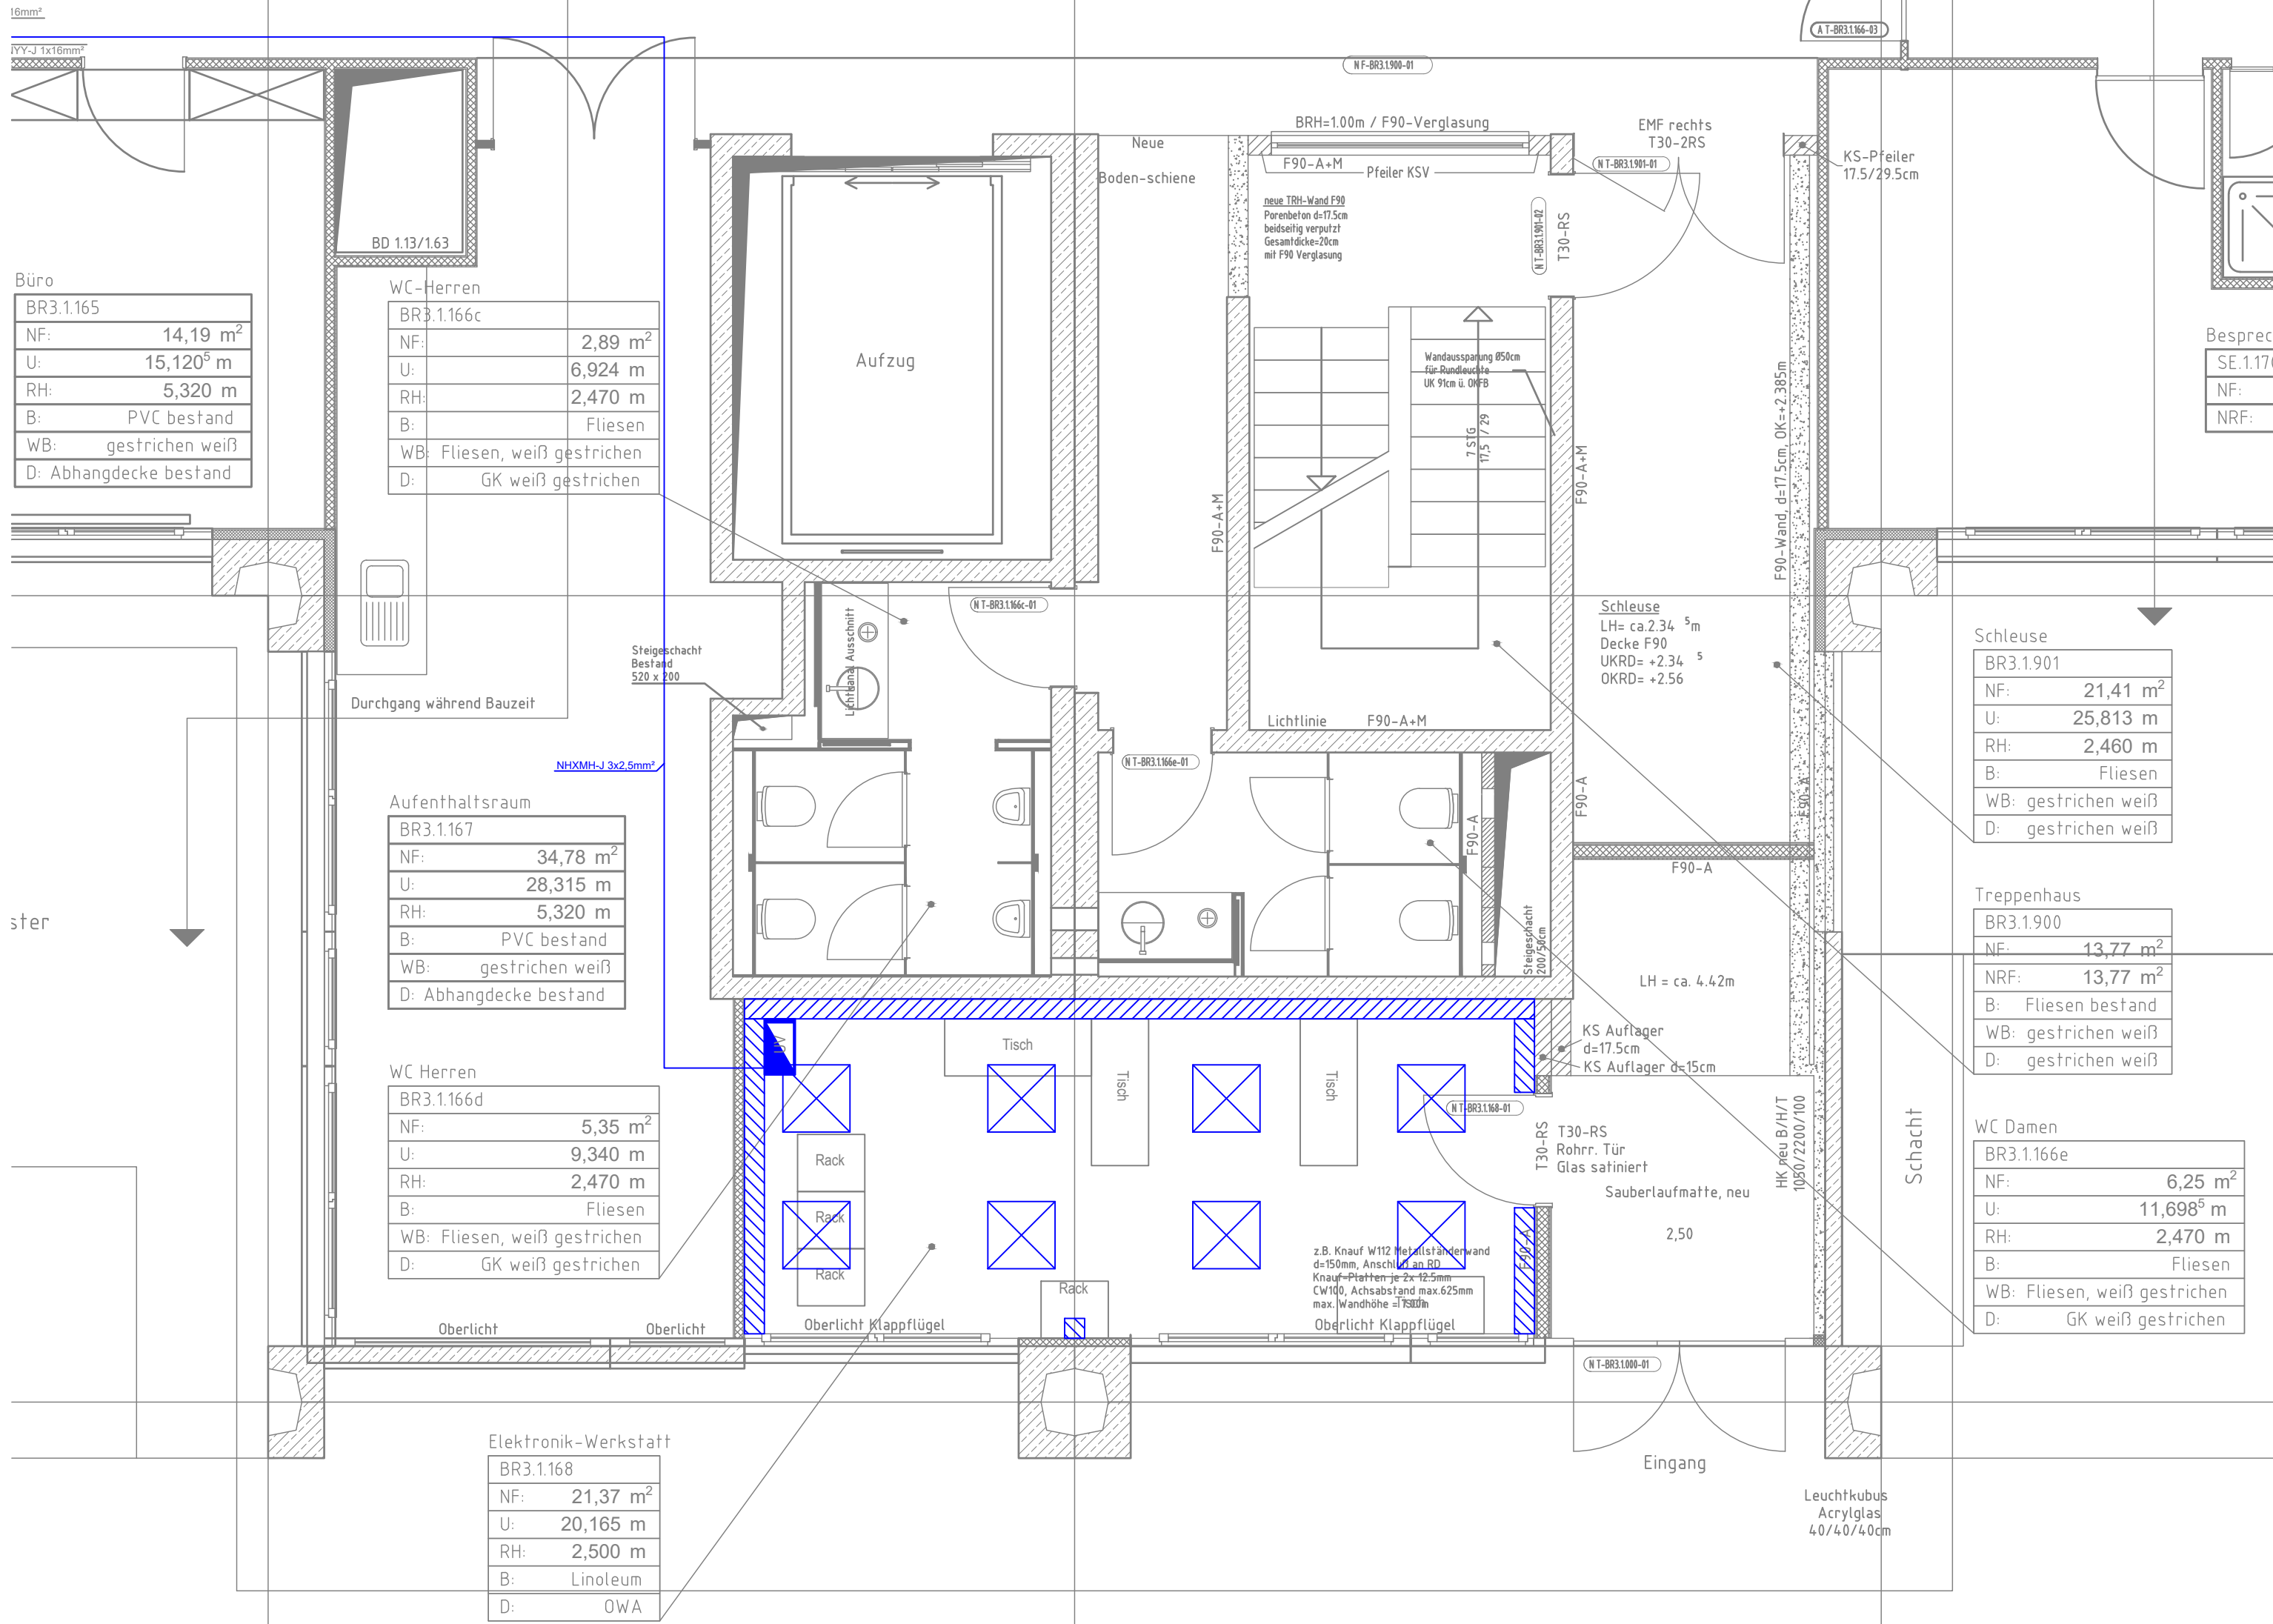 16mm²
NYY-J 1x16mm²
A T-BR3.1.166-03
N F-BR3.1.900-01
BRH=1.00m / F90-Verglasung
F90-A+M
Pfeiler KSV
Neue
Boden-schiene
EMF rechts
T30-2RS
N T-BR3.1.901-01
N T-BR3.1.901-02
T30-RS
KS-Pfeiler
17.5/29.5cm
neue TRH-Wand F90
Porenbeton d=17.5cm
beidseitig verputzt
Gesamtdicke=20cm
mit F90 Verglasung
BD 1.13/1.63
Büro
BR3.1.165
NF: 14,19 m²
U: 15,120⁵ m
RH: 5,320 m
B: PVC bestand
WB: gestrichen weiß
D: Abhangdecke bestand
WC-Herren
BR3.1.166c
NF: 2,89 m²
U: 6,924 m
RH: 2,470 m
B: Fliesen
WB: Fliesen, weiß gestrichen
D: GK weiß gestrichen
Aufzug
Wandaussparung Ø50cm
für Rundleuchte
UK 91cm ü. OKFB
7 STG
17,5 / 29
F90-A+M
F90-A+M
F90-Wand, d=17.5cm, OK=+2.385m
Besprec
SE.1.170
NF:
NRF:
N T-BR3.1.166c-01
Lichtkanal Ausschnitt
Steigeschacht
Bestand
520 x 200
Durchgang während Bauzeit
NHXMH-J 3x2,5mm²
Schleuse
LH= ca.2.34 ⁵m
Decke F90
UKRD= +2.34 ⁵
OKRD= +2.56
Lichtlinie F90-A+M
N T-BR3.1.166e-01
F90-A
F90-A
F90-A
F90-A
Steigeschacht
200/50cm
Schleuse
BR3.1.901
NF: 21,41 m²
U: 25,813 m
RH: 2,460 m
B: Fliesen
WB: gestrichen weiß
D: gestrichen weiß
Aufenthaltsraum
BR3.1.167
NF: 34,78 m²
U: 28,315 m
RH: 5,320 m
B: PVC bestand
WB: gestrichen weiß
D: Abhangdecke bestand
ster
Treppenhaus
BR3.1.900
NF: 13,77 m²
NRF: 13,77 m²
B: Fliesen bestand
WB: gestrichen weiß
D: gestrichen weiß
LH = ca. 4.42m
KS Auflager
d=17.5cm
KS Auflager d=15cm
UV
Tisch
Tisch
Tisch
WC Herren
BR3.1.166d
NF: 5,35 m²
U: 9,340 m
RH: 2,470 m
B: Fliesen
WB: Fliesen, weiß gestrichen
D: GK weiß gestrichen
Rack
Rack
Rack
Rack
N T-BR3.1.168-01
T30-RS
T30-RS
Rohrr. Tür
Glas satiniert
HK neu B/H/T
1050/2200/100
Schacht
Sauberlaufmatte, neu
2,50
WC Damen
BR3.1.166e
NF: 6,25 m²
U: 11,698⁵ m
RH: 2,470 m
B: Fliesen
WB: Fliesen, weiß gestrichen
D: GK weiß gestrichen
z.B. Knauf W112 Metallständerwand
d=150mm, Anschluß an RD
Knauf-Platten je 2x 12.5mm
CW100, Achsabstand max.625mm
max. Wandhöhe =
Tisch
F90-A
Oberlicht
Oberlicht
Oberlicht Klappflügel
Oberlicht Klappflügel
N T-BR3.1.000-01
Eingang
Leuchtkubus
Acrylglas
40/40/40cm
Elektronik-Werkstatt
BR3.1.168
NF: 21,37 m²
U: 20,165 m
RH: 2,500 m
B: Linoleum
D: OWA